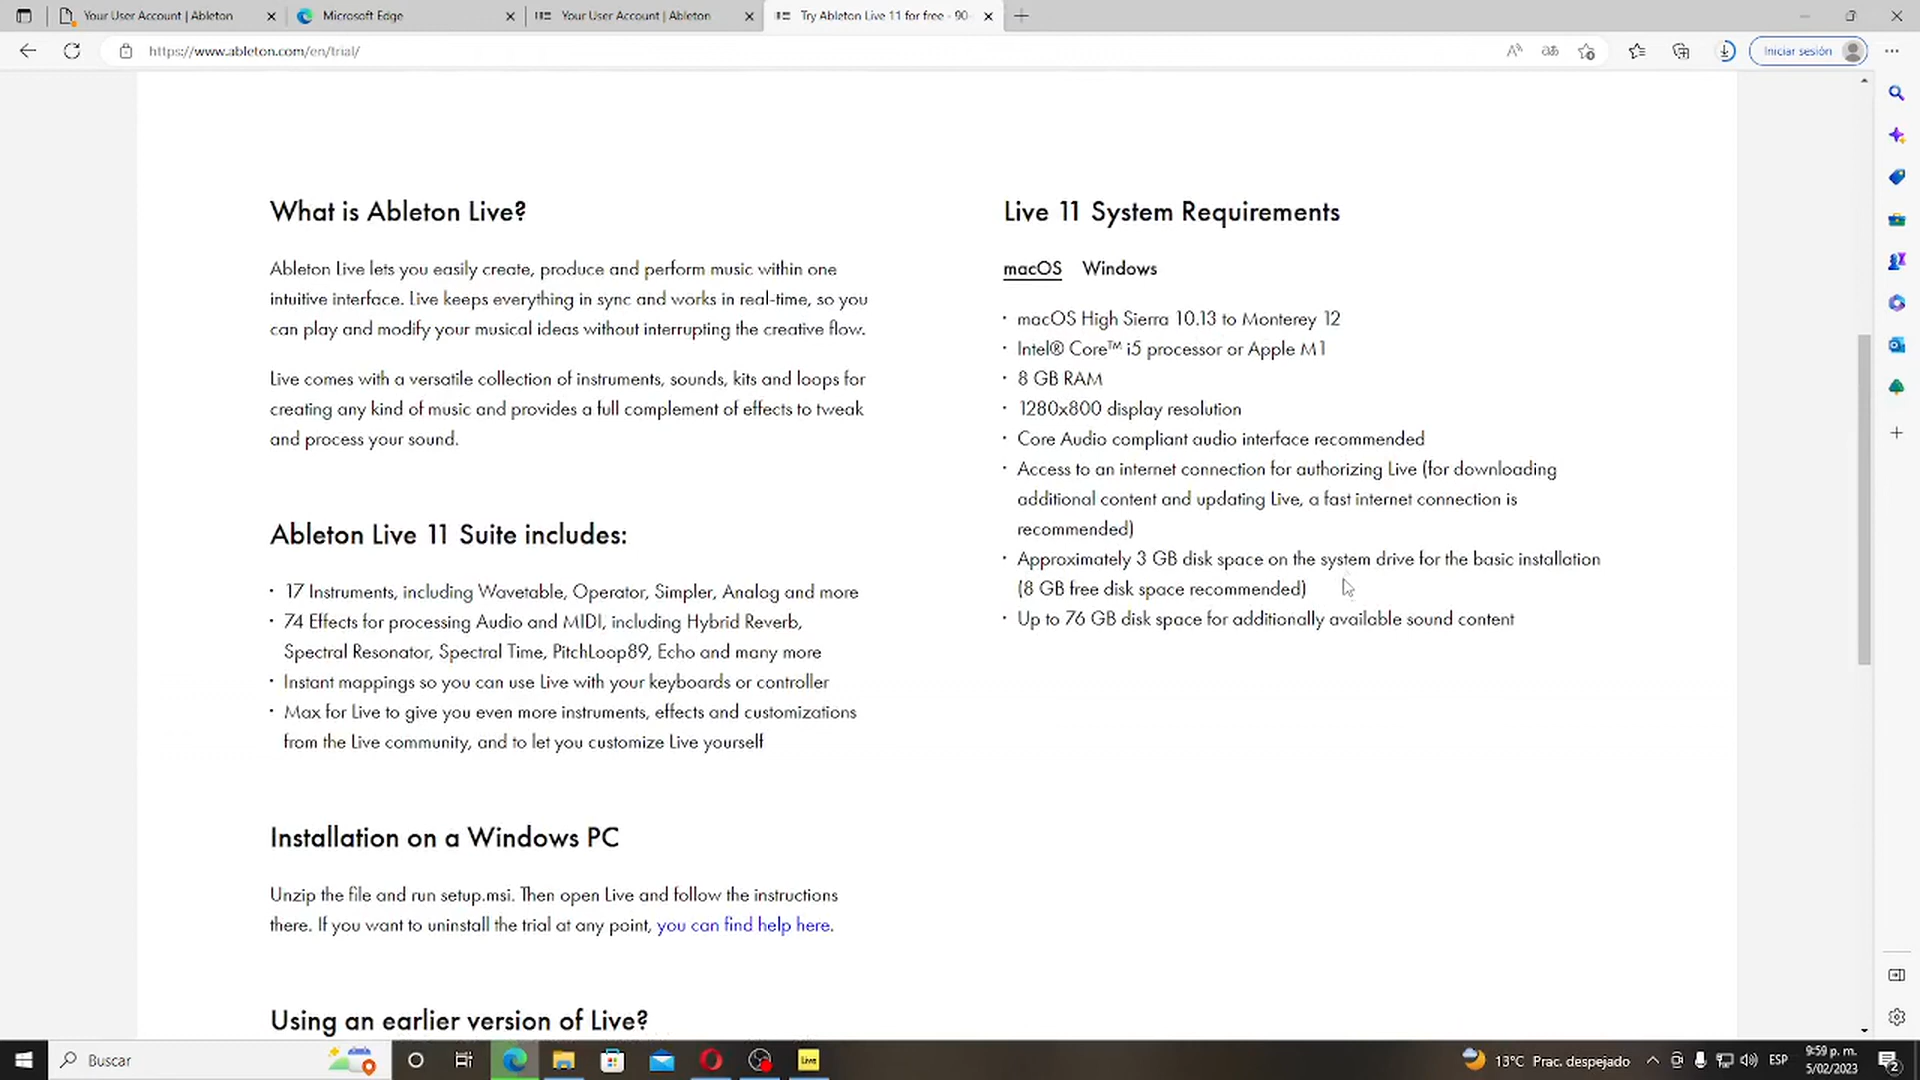 Your User Account | Ableton
Microsoft Edge
Your User Account | Ableton
Try Ableton Live 11 for free - 90
https://www.ableton.com/en/trial/
Iniciar sesión
What is Ableton Live?
Ableton Live lets you easily create, produce and perform music within one
intuitive interface. Live keeps everything in sync and works in real-time, so you
can play and modify your musical ideas without interrupting the creative flow.
Live comes with a versatile collection of instruments, sounds, kits and loops for
creating any kind of music and provides a full complement of effects to tweak
and process your sound.
Ableton Live 11 Suite includes:
· 17 Instruments, including Wavetable, Operator, Simpler, Analog and more
· 74 Effects for processing Audio and MIDI, including Hybrid Reverb,
Spectral Resonator, Spectral Time, PitchLoop89, Echo and many more
· Instant mappings so you can use Live with your keyboards or controller
· Max for Live to give you even more instruments, effects and customizations
from the Live community, and to let you customize Live yourself
Installation on a Windows PC
Unzip the file and run setup.msi. Then open Live and follow the instructions
there. If you want to uninstall the trial at any point, you can find help here.
Using an earlier version of Live?
Live 11 System Requirements
macOS Windows
· macOS High Sierra 10.13 to Monterey 12
· Intel® Core™ i5 processor or Apple M1
· 8 GB RAM
· 1280x800 display resolution
· Core Audio compliant audio interface recommended
· Access to an internet connection for authorizing Live (for downloading
additional content and updating Live, a fast internet connection is
recommended)
· Approximately 3 GB disk space on the system drive for the basic installation
(8 GB free disk space recommended)
· Up to 76 GB disk space for additionally available sound content
Buscar
Live
13°C Prac. despejado
ESP
9:59 p. m.
5/02/2023
2